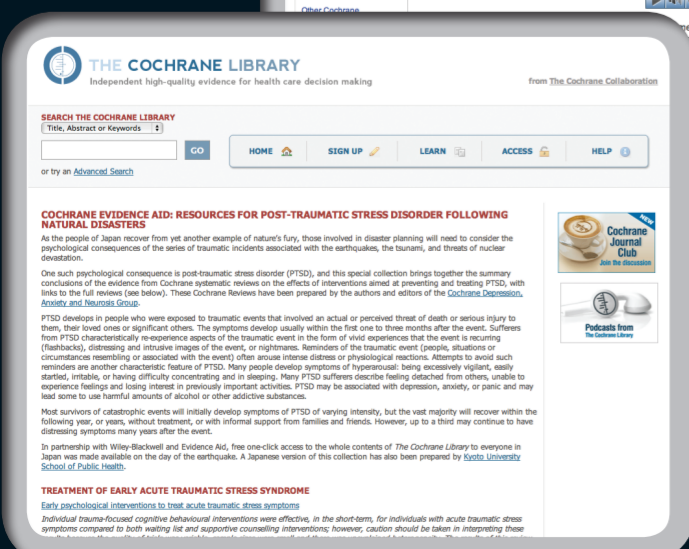 Other Cochrane
THE COCHRANE LIBRARY
Independent high-quality evidence for health care decision making
from The Cochrane Collaboration
SEARCH THE COCHRANE LIBRARY
Title, Abstract or Keywords
GO
or try an Advanced Search
HOME
SIGN UP
LEARN
ACCESS
HELP
COCHRANE EVIDENCE AID: RESOURCES FOR POST-TRAUMATIC STRESS DISORDER FOLLOWING
NATURAL DISASTERS
As the people of Japan recover from yet another example of nature's fury, those involved in disaster planning will need to consider the
psychological consequences of the series of traumatic incidents associated with the earthquakes, the tsunami, and threats of nuclear
devastation.
One such psychological consequence is post-traumatic stress disorder (PTSD), and this special collection brings together the summary
conclusions of the evidence from Cochrane systematic reviews on the effects of interventions aimed at preventing and treating PTSD, with
links to the full reviews (see below). These Cochrane Reviews have been prepared by the authors and editors of the Cochrane Depression,
Anxiety and Neurosis Group.
PTSD develops in people who were exposed to traumatic events that involved an actual or perceived threat of death or serious injury to
them, their loved ones or significant others. The symptoms develop usually within the first one to three months after the event. Sufferers
from PTSD characteristically re-experience aspects of the traumatic event in the form of vivid experiences that the event is recurring
(flashbacks), distressing and intrusive images of the event, or nightmares. Reminders of the traumatic event (people, situations or
circumstances resembling or associated with the event) often arouse intense distress or physiological reactions. Attempts to avoid such
reminders are another characteristic feature of PTSD. Many people develop symptoms of hyperarousal: being excessively vigilant, easily
startled, irritable, or having difficulty concentrating and in sleeping. Many PTSD sufferers describe feeling detached from others, unable to
experience feelings and losing interest in previously important activities. PTSD may be associated with depression, anxiety, or panic and may
lead some to use harmful amounts of alcohol or other addictive substances.
Most survivors of catastrophic events will initially develop symptoms of PTSD of varying intensity, but the vast majority will recover within the
following year, or years, without treatment, or with informal support from families and friends. However, up to a third may continue to have
distressing symptoms many years after the event.
In partnership with Wiley-Blackwell and Evidence Aid, free one-click access to the whole contents of The Cochrane Library to everyone in
Japan was made available on the day of the earthquake. A Japanese version of this collection has also been prepared by Kyoto University
School of Public Health.
TREATMENT OF EARLY ACUTE TRAUMATIC STRESS SYNDROME
Early psychological interventions to treat acute traumatic stress symptoms
Individual trauma-focused cognitive behavioural interventions were effective, in the short-term, for individuals with acute traumatic stress
symptoms compared to both waiting list and supportive counselling interventions; however, caution should be taken in interpreting these
NEW
Cochrane
Journal
Club
Join the discussion
Podcasts from
The Cochrane Library